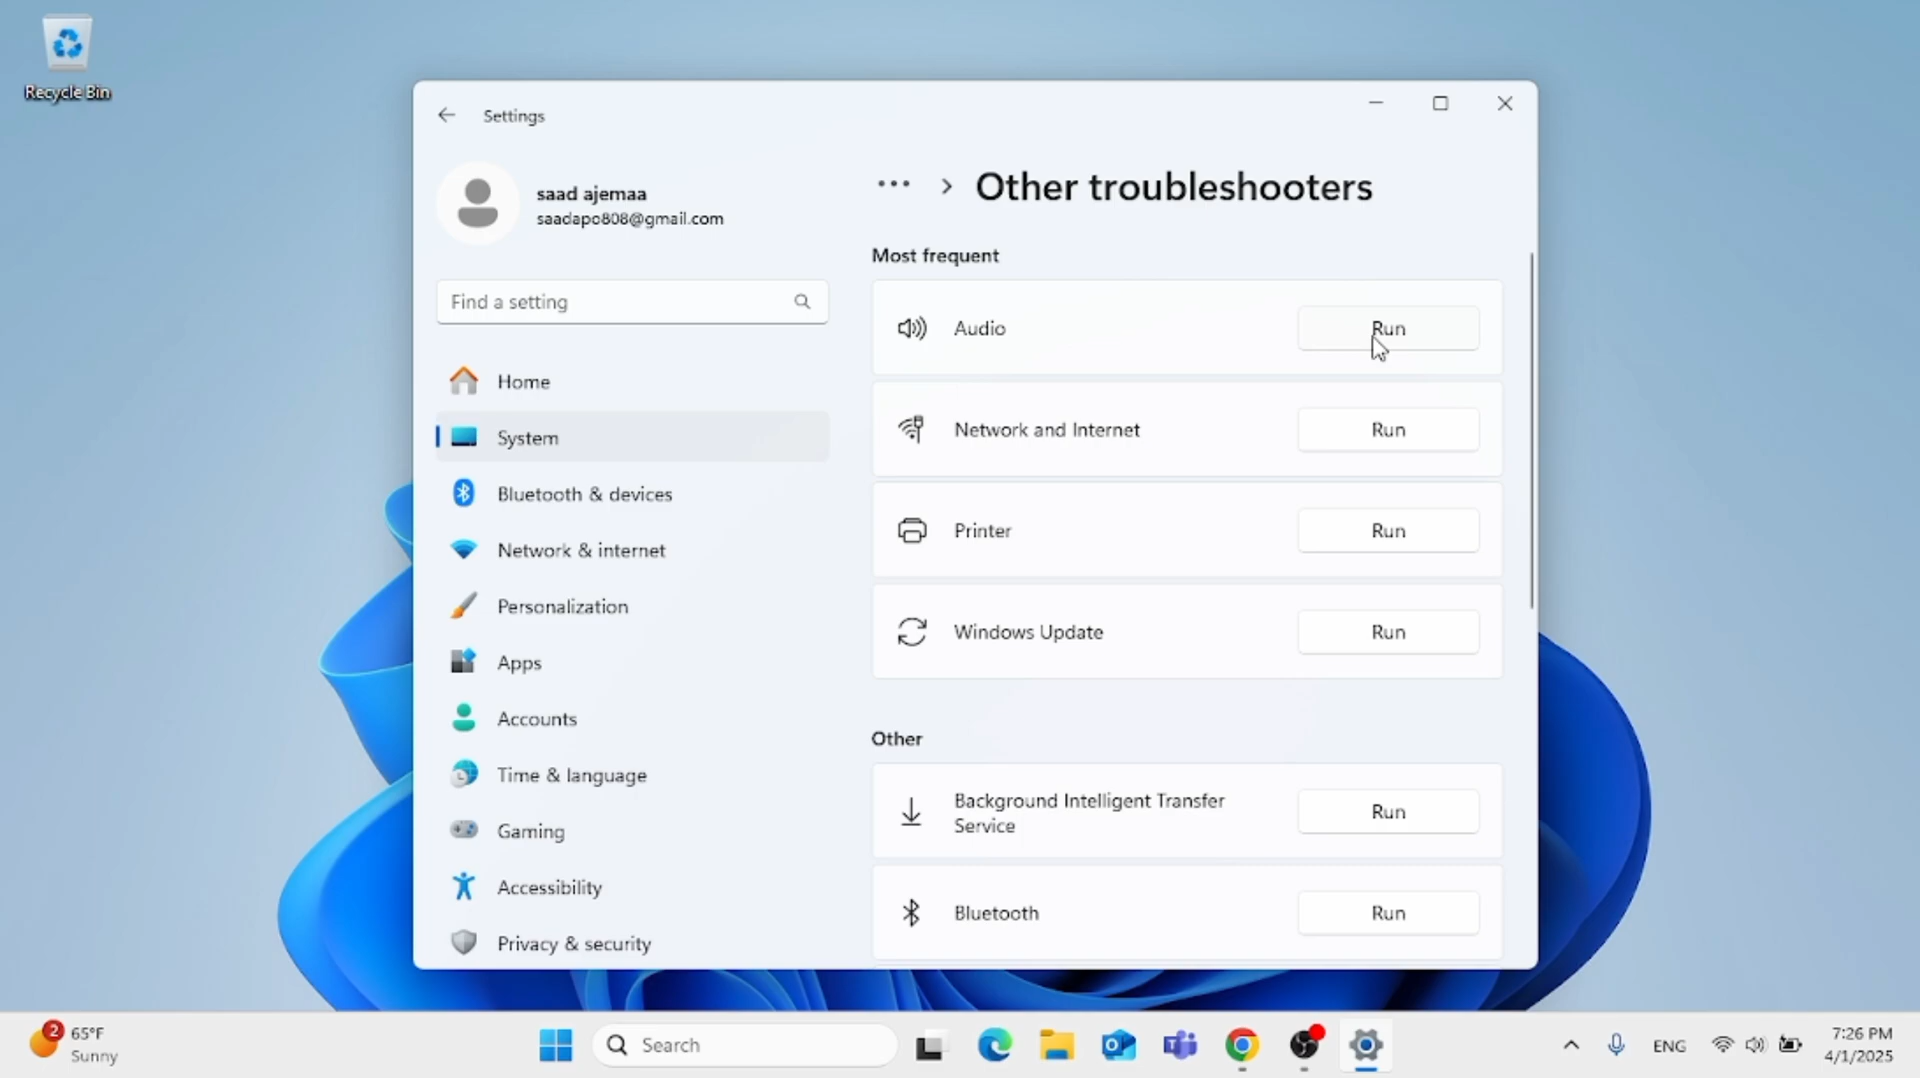 Recycle Bin
Settings
saad ajemaa
saadapo808@gmail.com
Find a setting
Home
System
Bluetooth & devices
Network & internet
Personalization
Apps
Accounts
Time & language
Gaming
Accessibility
Privacy & security
... > Other troubleshooters
Most frequent
Audio Run
Network and Internet Run
Printer Run
Windows Update Run
Other
Background Intelligent Transfer
Service
Run
Bluetooth Run
2
65°F
Sunny
Search
ENG
7:26 PM
4/1/2025